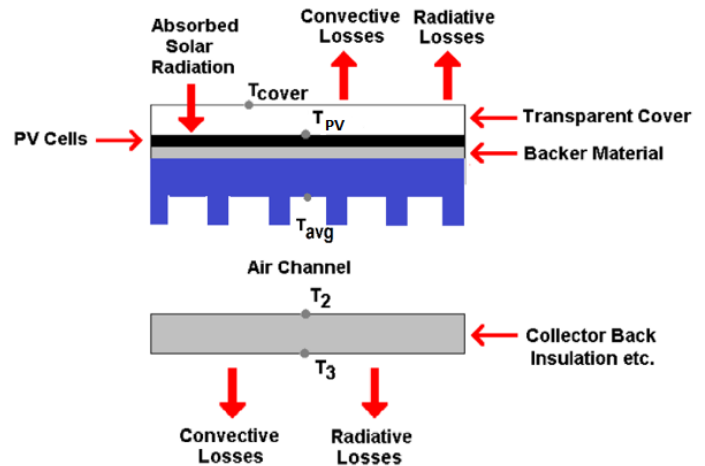 Absorbed
Solar
Radiation
Convective
Losses
Radiative
Losses
Tcover
Transparent Cover
TPV
PV Cells
Backer Material
Tavg
Air Channel
T2
Collector Back
Insulation etc.
T3
Convective
Losses
Radiative
Losses